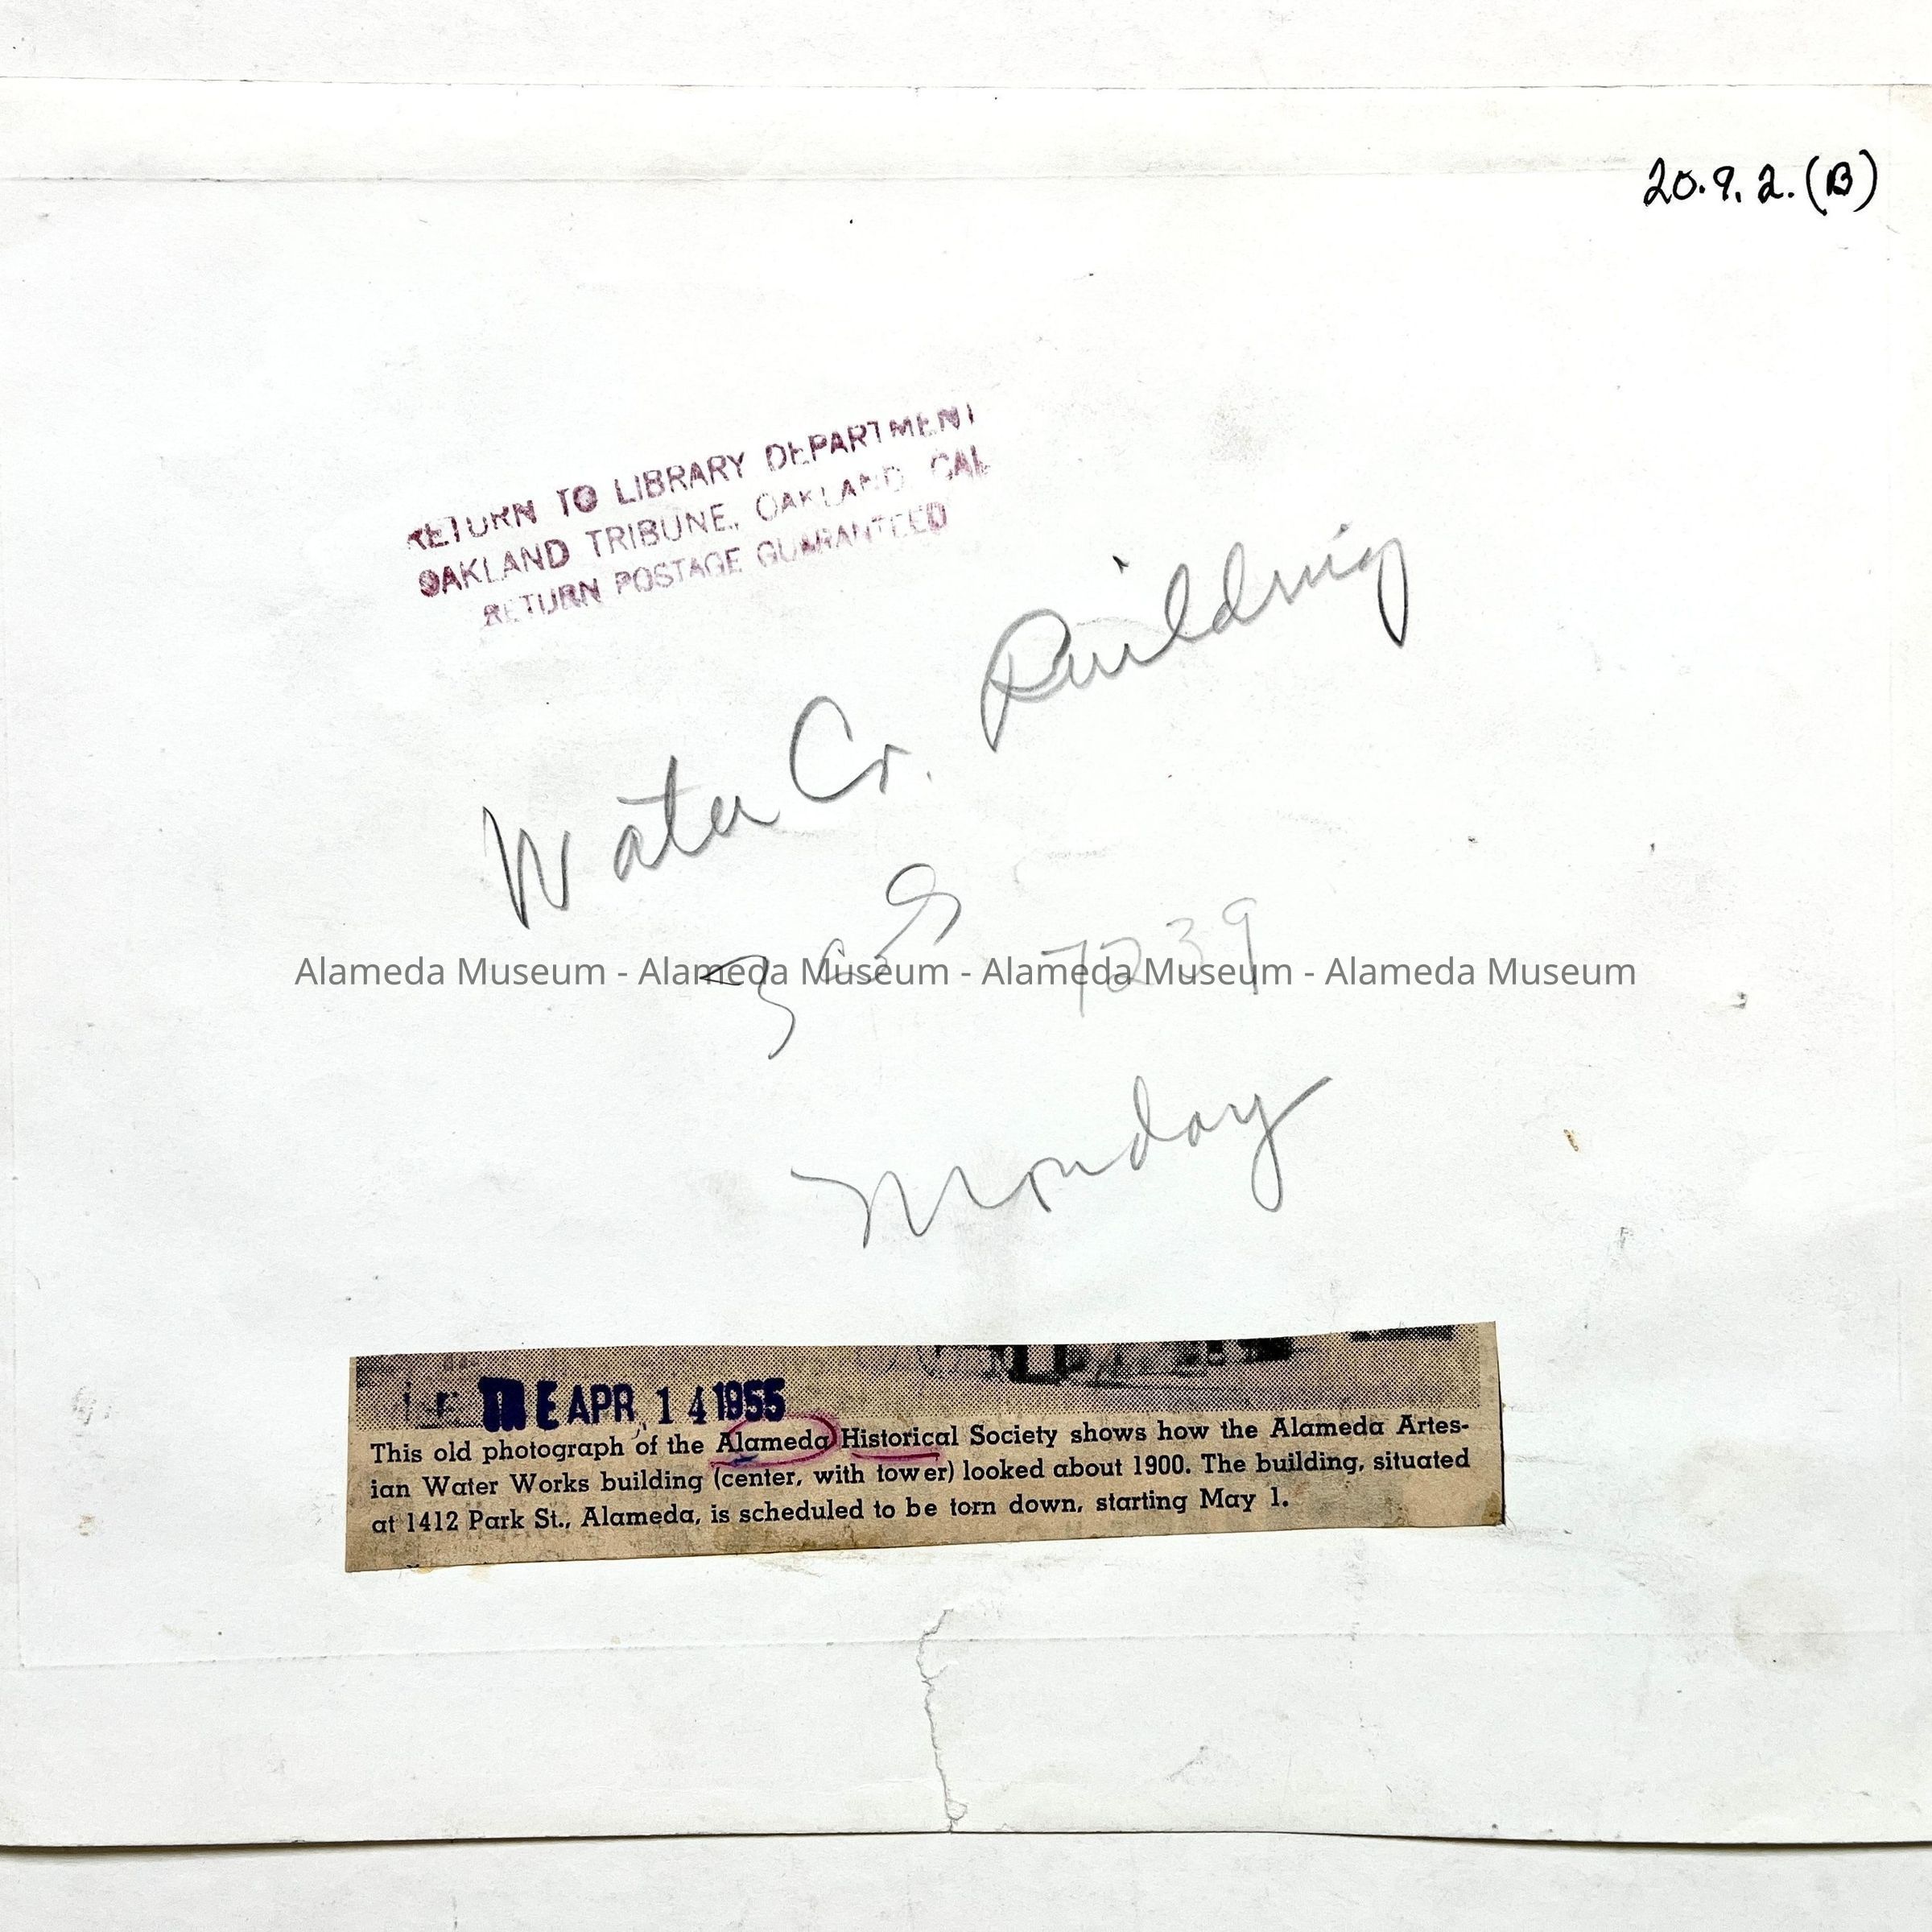 20.9.2.(B)
RETURN TO LIBRARY DEPARTMENT
OAKLAND TRIBUNE, OAKLAND, CAL
RETURN POSTAGE GUARANTEED
Water Co. Building
7239
Alameda Museum - Alameda Museum - Alameda Museum - Alameda Museum
Monday
E APR 14 1955
This old photograph of the Alameda Historical Society shows how the Alameda Artes-
ian Water Works building (center, with tower) looked about 1900. The building, situated
at 1412 Park St., Alameda, is scheduled to be torn down, starting May 1.